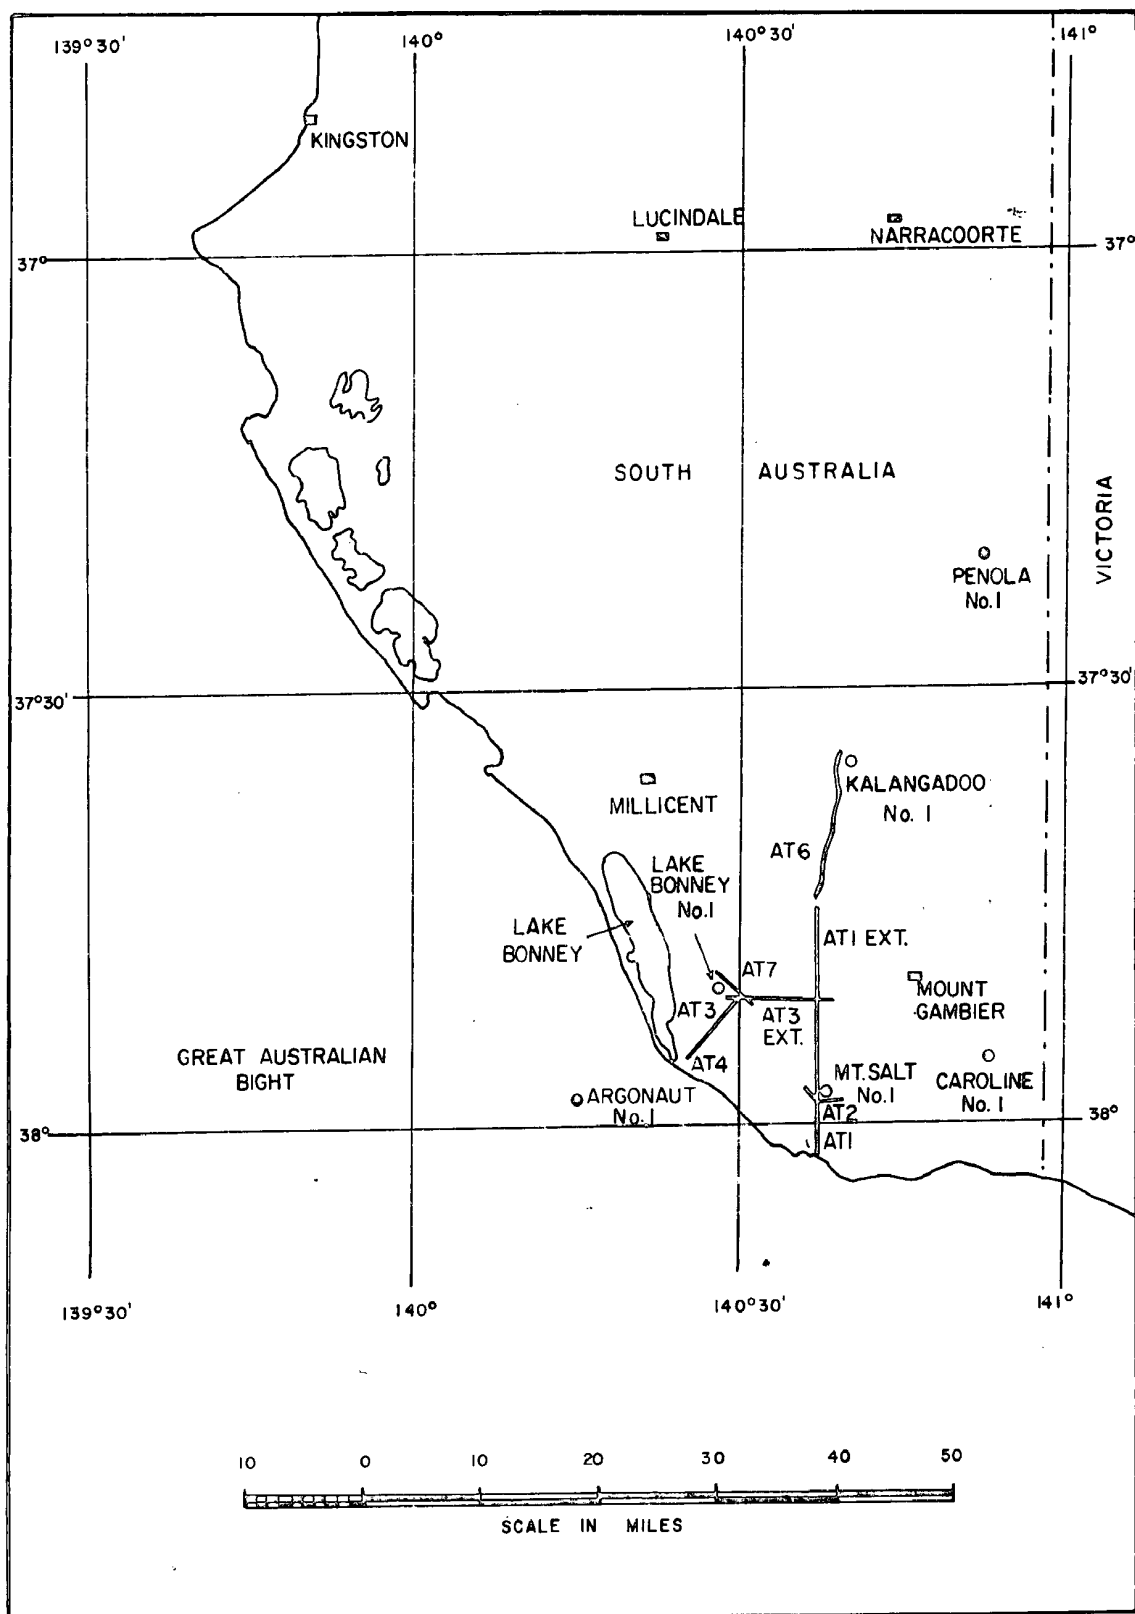 139°30'
140°
140°30'
141°
KINGSTON
LUCINDALE
NARRACOORTE
37°
37°
SOUTH AUSTRALIA
VICTORIA
PENOLA
No.1
37°30'
37°30'
MILLICENT
KALANGADOO
No. 1
AT6
LAKE
BONNEY
No.1
LAKE
BONNEY
AT1 EXT.
AT7
MOUNT
GAMBIER
AT3
AT3
EXT.
GREAT AUSTRALIAN
BIGHT
AT4
MT.SALT
No.1
CAROLINE
No. 1
ARGONAUT
No.1
AT2
38°
38°
AT1
139°30'
140°
140°30'
141°
10 0 10 20 30 40 50
SCALE IN MILES